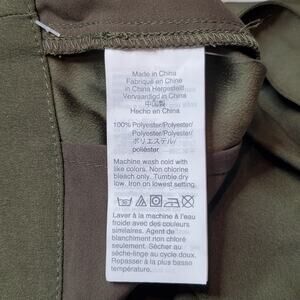 Made in China
Fabriqué en Chine
in China Hergestellt
Vervaardigd in China
中国製
Hecho en China
100% Polyester/Polyester/
Polyester/Polyester/
ポリエステル/
poliéster
Machine wash cold with
like colors. Non chlorine
bleach only. Tumble dry
low. Iron on lowest setting.
Laver à la machine à l'eau
froide avec des couleurs
similaires. Agent de
blanchiment non chloré
seulement. Sécher au
sèche-linge au cycle doux.
Repasser à la plus basse
température.